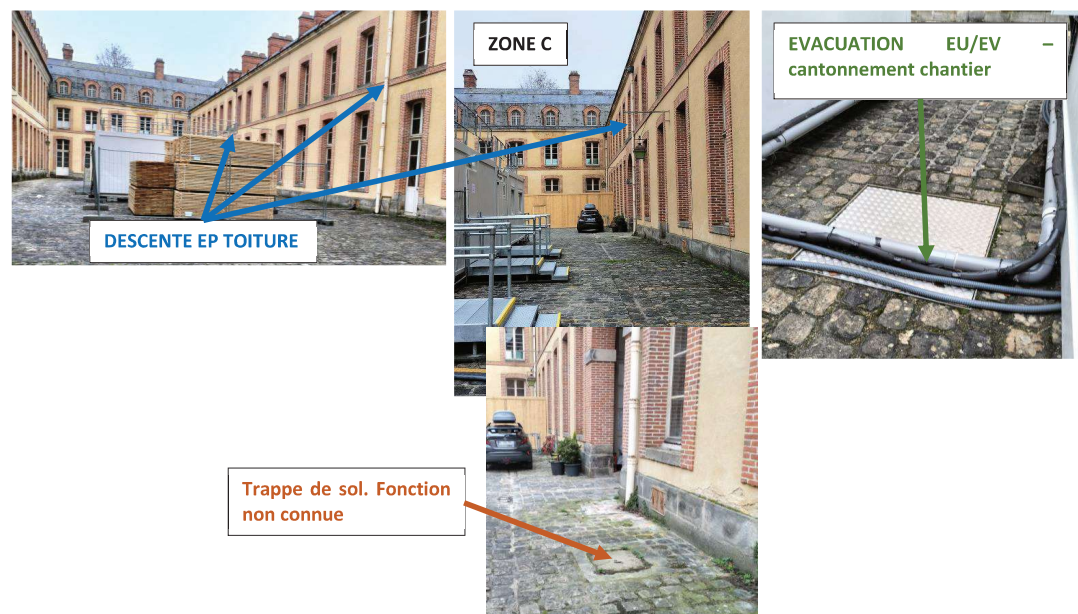 ZONE C
EVACUATION EU/EV –
cantonnement chantier
DESCENTE EP TOITURE
Trappe de sol. Fonction
non connue